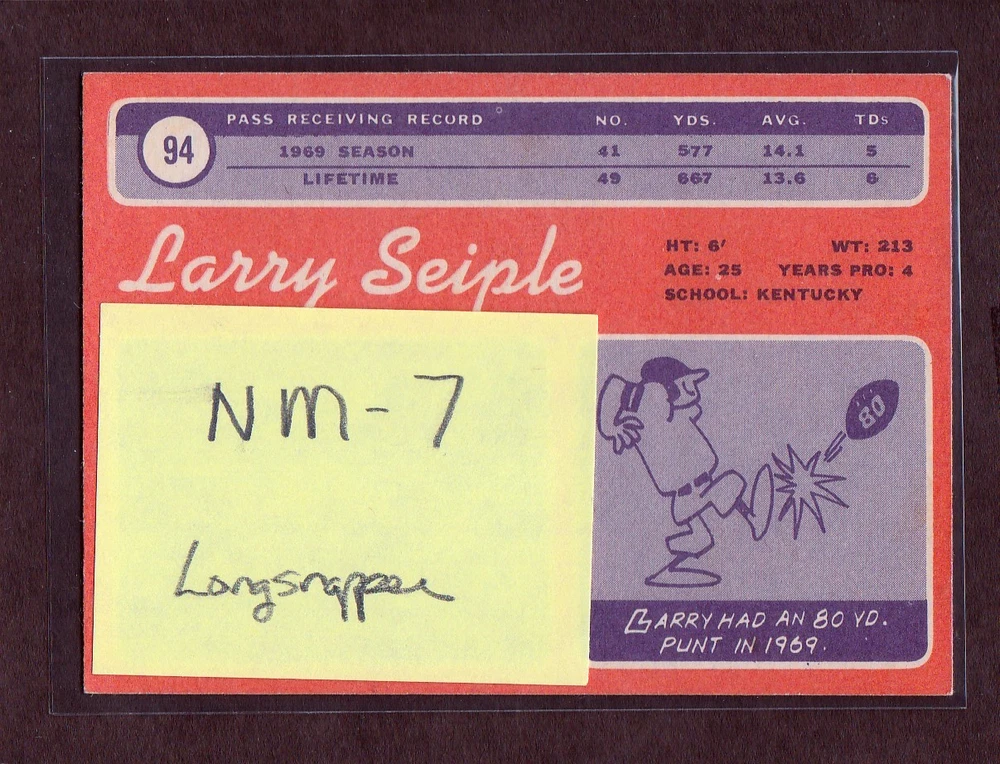 PASS RECEIVING RECORD NO. YDS. AVG. TDs
94
1969 SEASON 41 577 14.1 5
LIFETIME 49 667 13.6 6
Larry Seiple
HT: 6' WT: 213
AGE: 25 YEARS PRO: 4
SCHOOL: KENTUCKY
NM-7
Longsnapper
80
LARRY HAD AN 80 YD.
PUNT IN 1969.